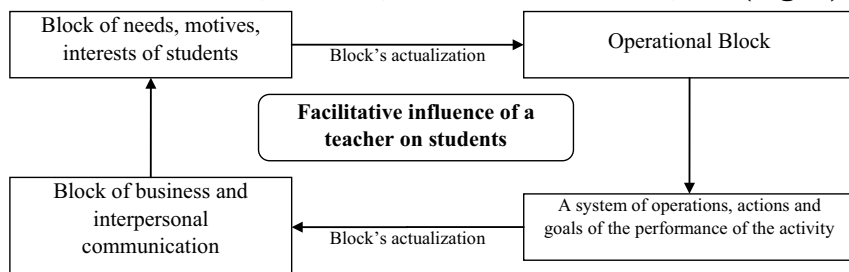 Block of needs, motives,
interests of students
Block's actualization
Operational Block
Facilitative influence of a
teacher on students
Block of business and
interpersonal
communication
Block's actualization
A system of operations, actions and
goals of the performance of the activity